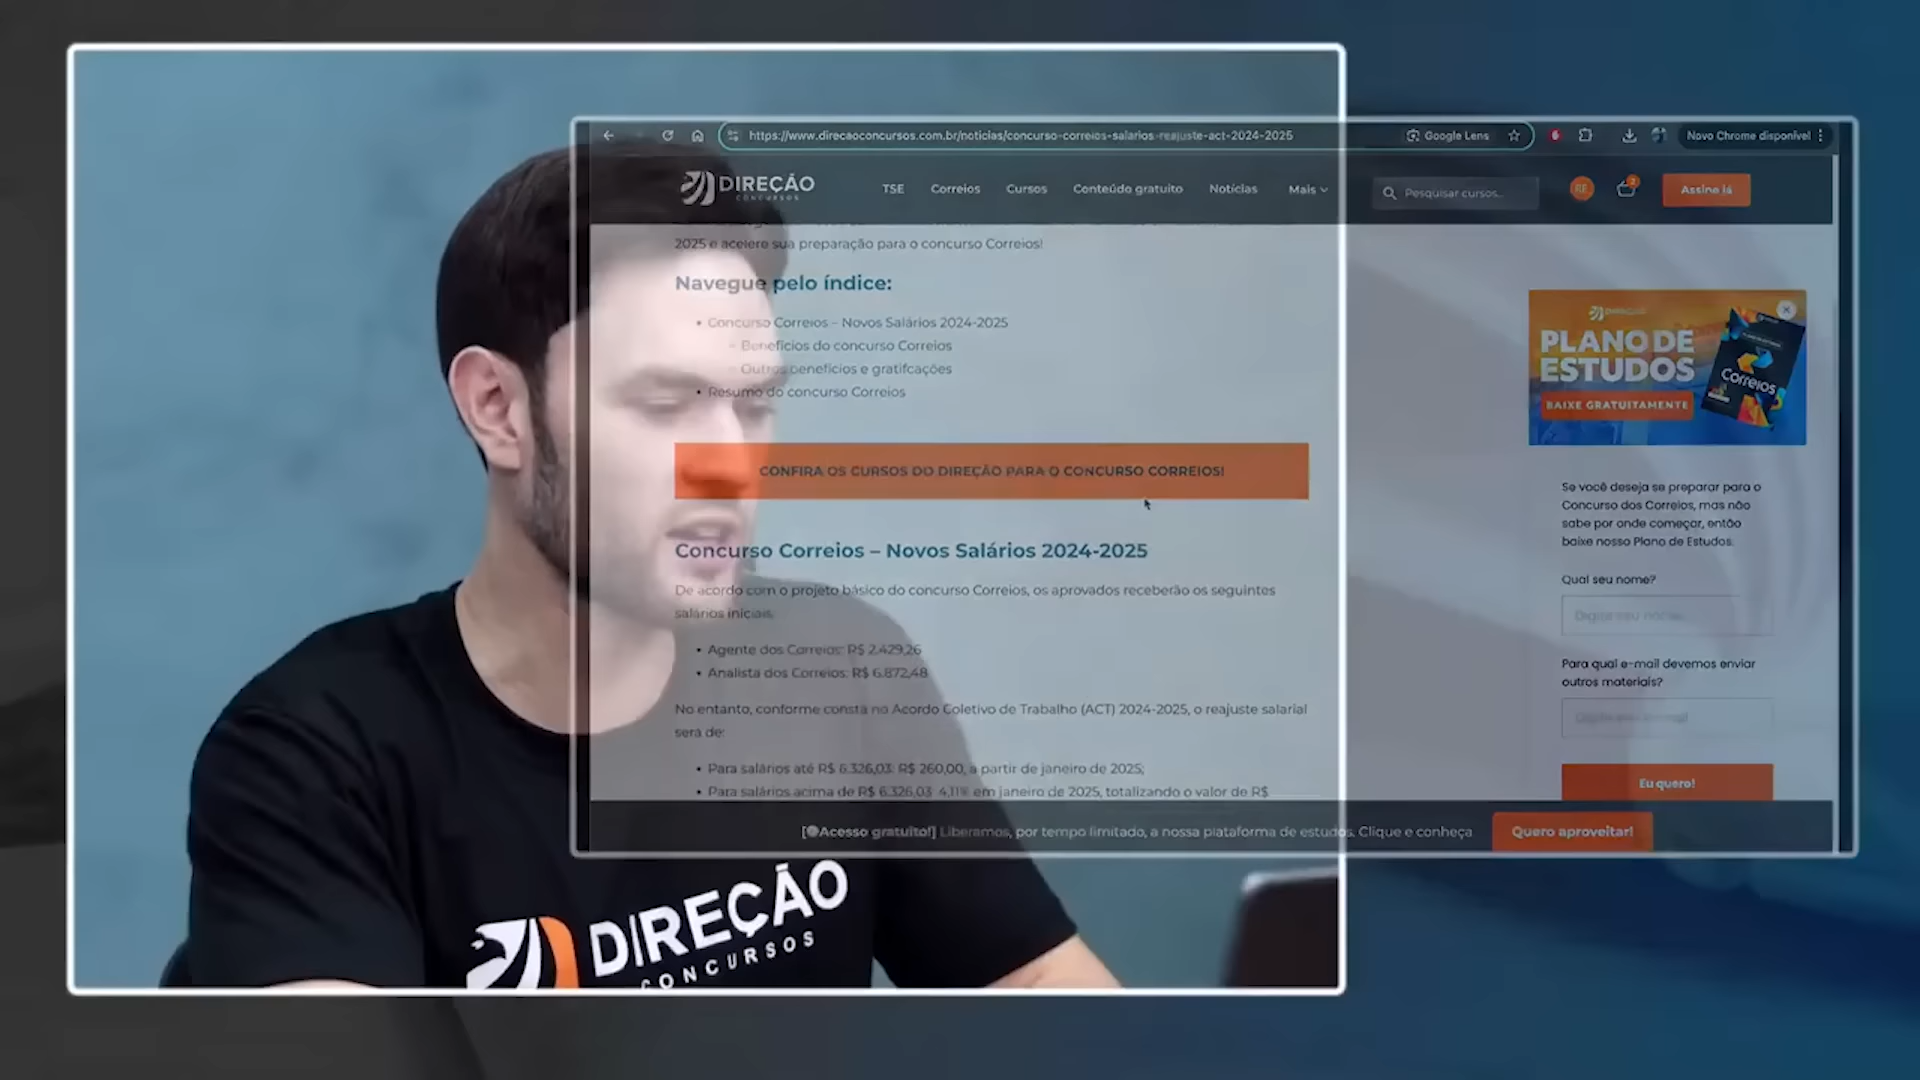 https://www.direcaoconcursos.com.br/noticias/concurso-correios-salarios-reajuste-act-2024-2025
Google Lens
Novo Chrome disponível
DIREÇÃO
CONCURSOS
TSE
Correios
Cursos
Conteúdo gratuito
Notícias
Mais
Pesquisar cursos...
RF
2
Assine já
2025 e acelere sua preparação para o concurso Correios!
Navegue pelo índice:
Concurso Correios – Novos Salários 2024-2025
Benefícios do concurso Correios
Outros benefícios e gratifcações
Resumo do concurso Correios
CONFIRA OS CURSOS DO DIREÇÃO PARA O CONCURSO CORREIOS!
Concurso Correios – Novos Salários 2024-2025
De acordo com o projeto básico do concurso Correios, os aprovados receberão os seguintes
salários iniciais:
Agente dos Correios: R$ 2.429,26
Analista dos Correios: R$ 6.872,48
No entanto, conforme consta no Acordo Coletivo de Trabalho (ACT) 2024-2025, o reajuste salarial
será de:
Para salários até R$ 6.326,03: R$ 260,00, a partir de janeiro de 2025;
Para salários acima de R$ 6.326,03 4,11% em janeiro de 2025, totalizando o valor de R$
DIREÇÃO
PLANO DE
ESTUDOS
BAIXE GRATUITAMENTE
Correios
Se você deseja se preparar para o
Concurso dos Correios, mas não
sabe por onde começar, então
baixe nosso Plano de Estudos.
Qual seu nome?
Digite seu nome
Para qual e-mail devemos enviar
outros materiais?
Eu quero!
[Acesso gratuito!] Liberamos, por tempo limitado, a nossa plataforma de estudos. Clique e conheça
Quero aproveitar!
DIREÇÃO
CONCURSOS